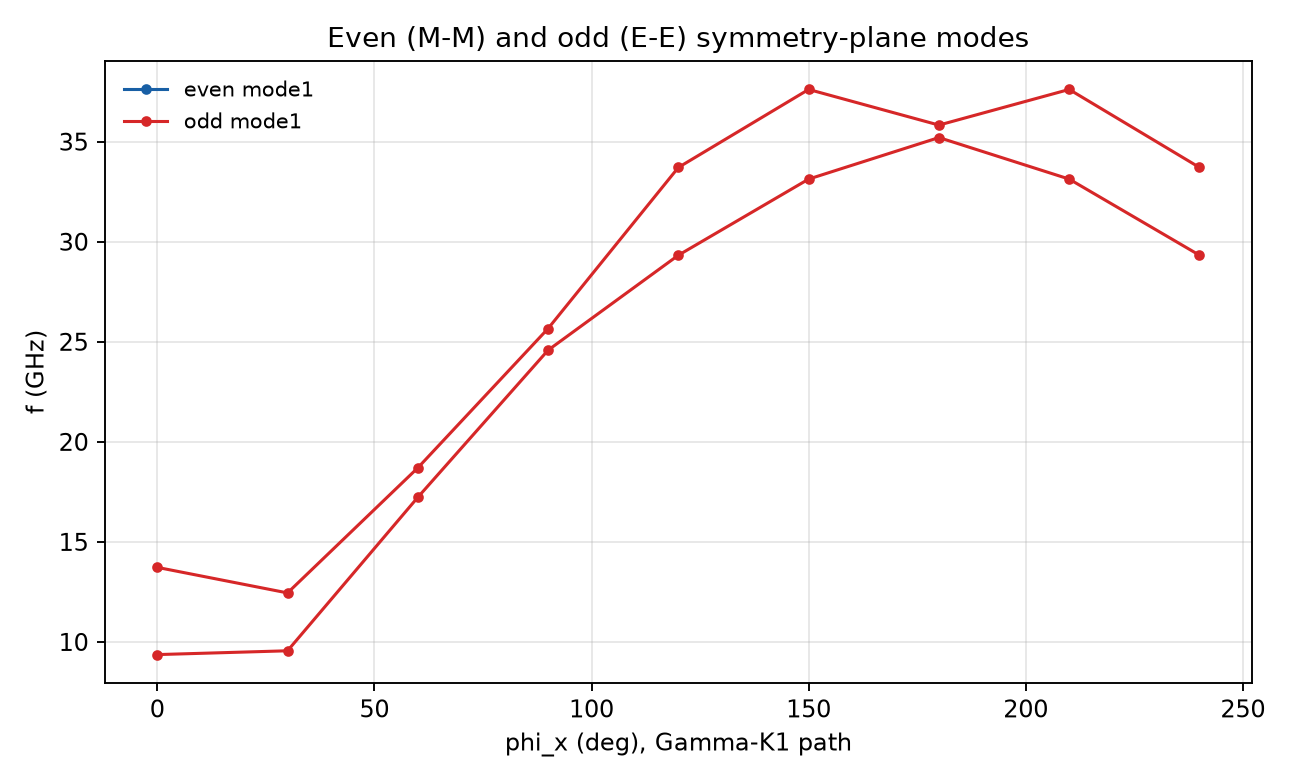 Even (M-M) and odd (E-E) symmetry-plane modes
even mode1
odd mode1
35
30
25
20
15
10
f (GHz)
0 50 100 150 200 250
phi_x (deg), Gamma-K1 path